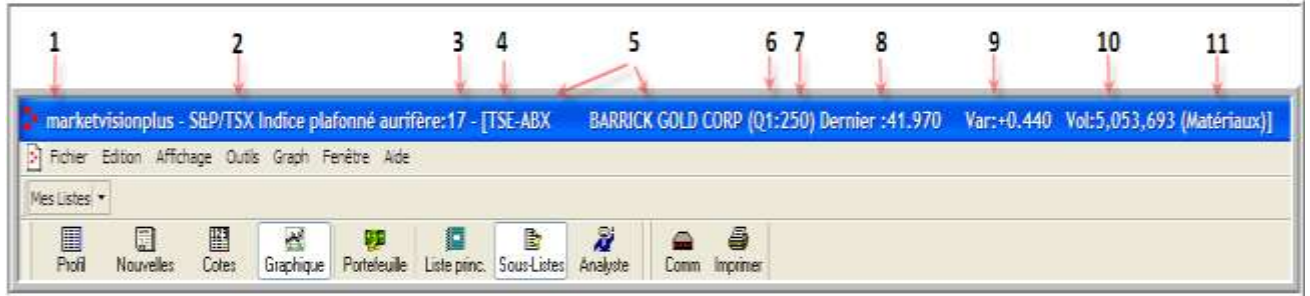 1 2 3 4 5 6 7 8 9 10 11
marketvisionplus - S&P/TSX Indice plafonné aurifère:17 - [TSE-ABX BARRICK GOLD CORP (Q1:250) Dernier :41.970 Var:+0.440 Vol:5,053,693 (Matériaux)]
Fichier Edition Affichage Outils Graph Fenêtre Aide
Mes Listes
Profil Nouvelles Cotes Graphique Portefeuille Liste princ. Sous-Listes Analyste Comm Imprimer